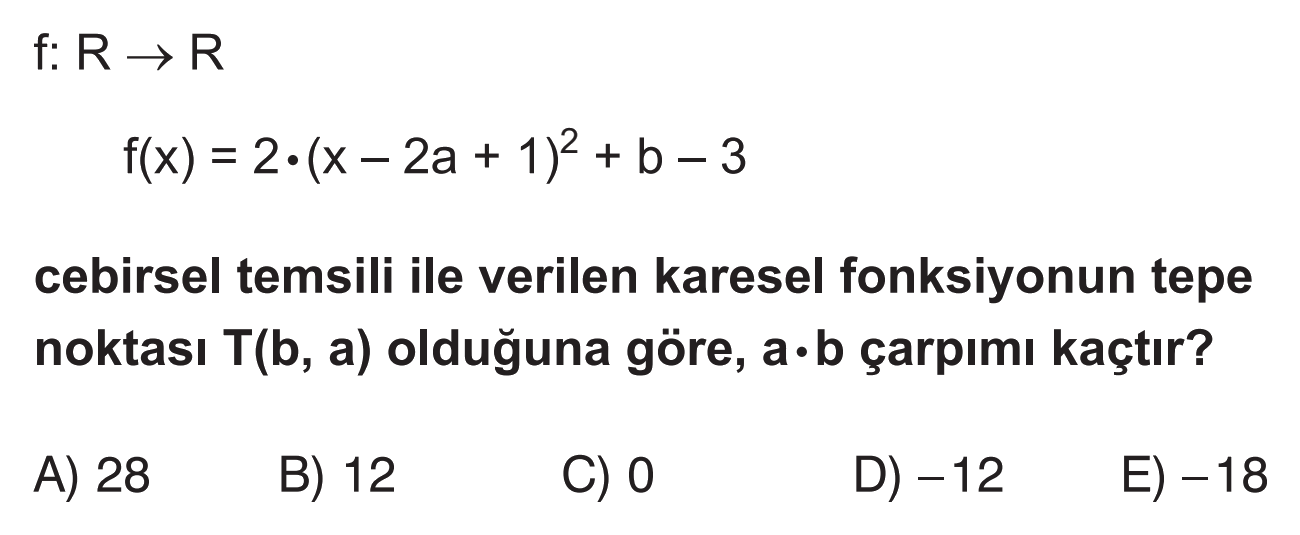 f: R → R
f(x) = 2·(x – 2a + 1)² + b – 3
cebirsel temsili ile verilen karesel fonksiyonun tepe
noktası T(b, a) olduğuna göre, a·b çarpımı kaçtır?
A) 28 B) 12 C) 0 D) –12 E) –18